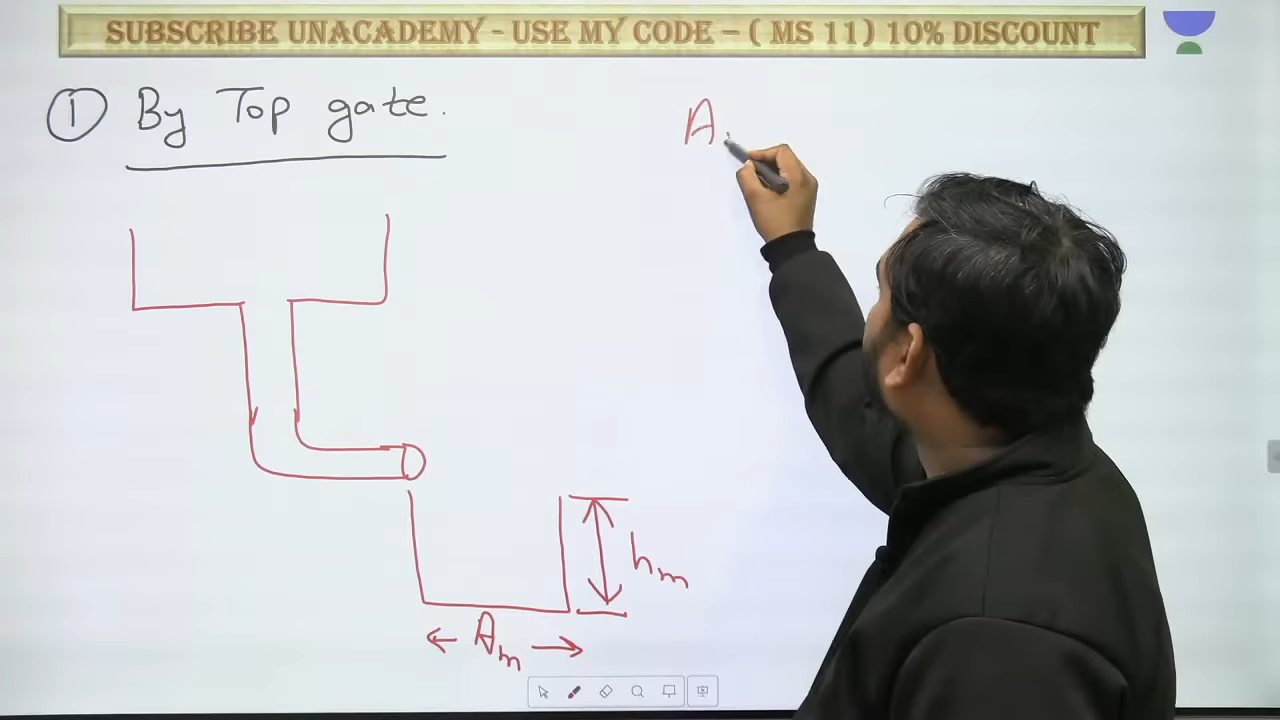 SUBSCRIBE UNACADEMY - USE MY CODE – ( MS 11) 10% DISCOUNT
① By Top gate.
A
hm
Am